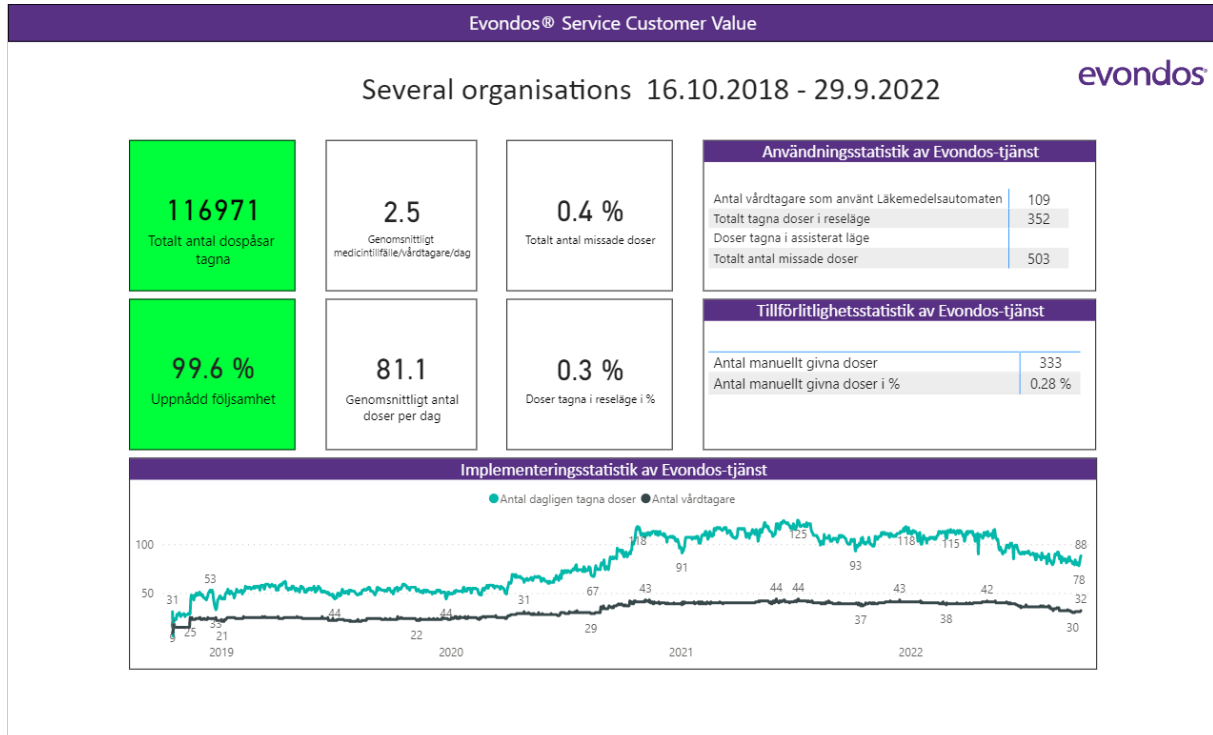 Evondos® Service Customer Value
evondos
Several organisations 16.10.2018 - 29.9.2022
116971
Totalt antal dospåsar
tagna
2.5
Genomsnittligt
medicintillfälle/vårdtagare/dag
0.4 %
Totalt antal missade doser
Användningsstatistik av Evondos-tjänst
Antal vårdtagare som använt Läkemedelsautomaten 109
Totalt tagna doser i reseläge 352
Doser tagna i assisterat läge
Totalt antal missade doser 503
99.6 %
Uppnådd följsamhet
81.1
Genomsnittligt antal
doser per dag
0.3 %
Doser tagna i reseläge i %
Tillförlitlighetsstatistik av Evondos-tjänst
Antal manuellt givna doser 333
Antal manuellt givna doser i % 0.28 %
Implementeringsstatistik av Evondos-tjänst
Antal dagligen tagna doser Antal vårdtagare
100
118 125 118 115 88
91 93
50
53 78
31 44 44 31 67 43 44 44 43 42 32
9 25 33 21 22 29 37 38 30
2019 2020 2021 2022